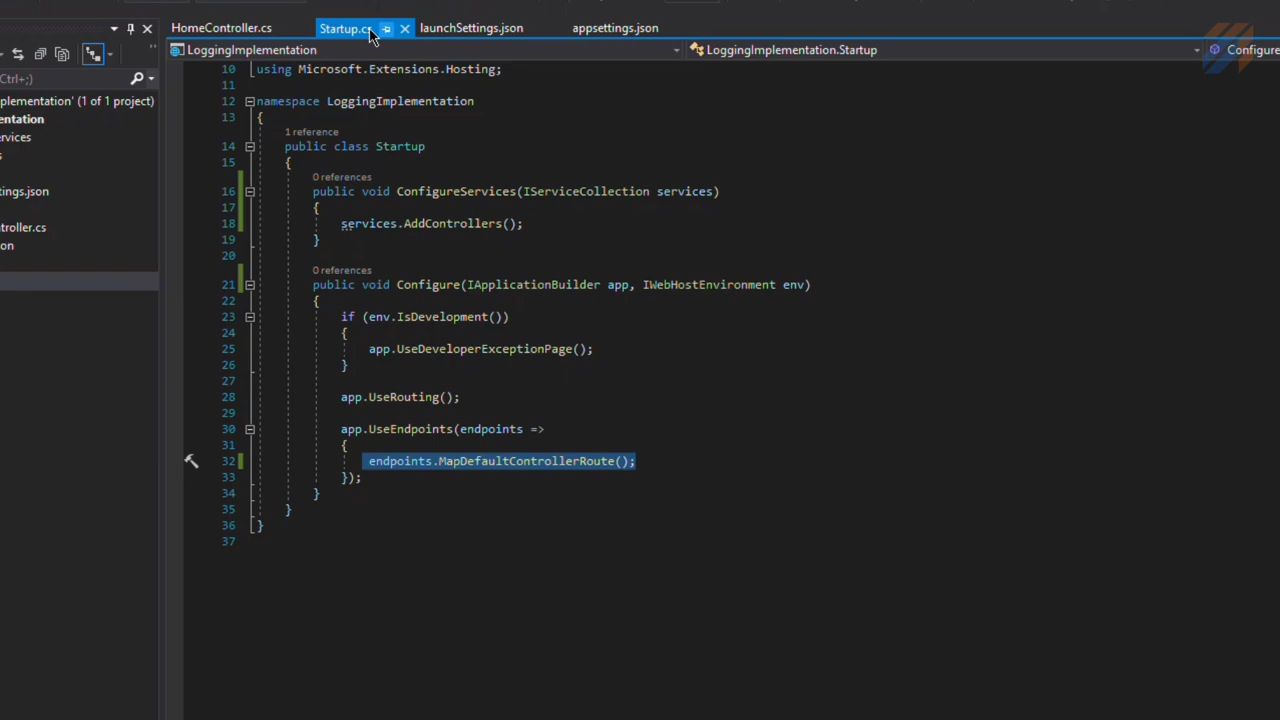 HomeController.cs
Startup.cs
launchSettings.json
appsettings.json
LoggingImplementation
LoggingImplementation.Startup
Configure
Ctrl+;)
plementation' (1 of 1 project)
entation
rvices
s
tings.json
ntroller.cs
on
10 using Microsoft.Extensions.Hosting;
11
12 namespace LoggingImplementation
13 {
1 reference
14 public class Startup
15 {
0 references
16 public void ConfigureServices(IServiceCollection services)
17 {
18 services.AddControllers();
19 }
20
0 references
21 public void Configure(IApplicationBuilder app, IWebHostEnvironment env)
22 {
23 if (env.IsDevelopment())
24 {
25 app.UseDeveloperExceptionPage();
26 }
27
28 app.UseRouting();
29
30 app.UseEndpoints(endpoints =>
31 {
32 endpoints.MapDefaultControllerRoute();
33 });
34 }
35 }
36 }
37